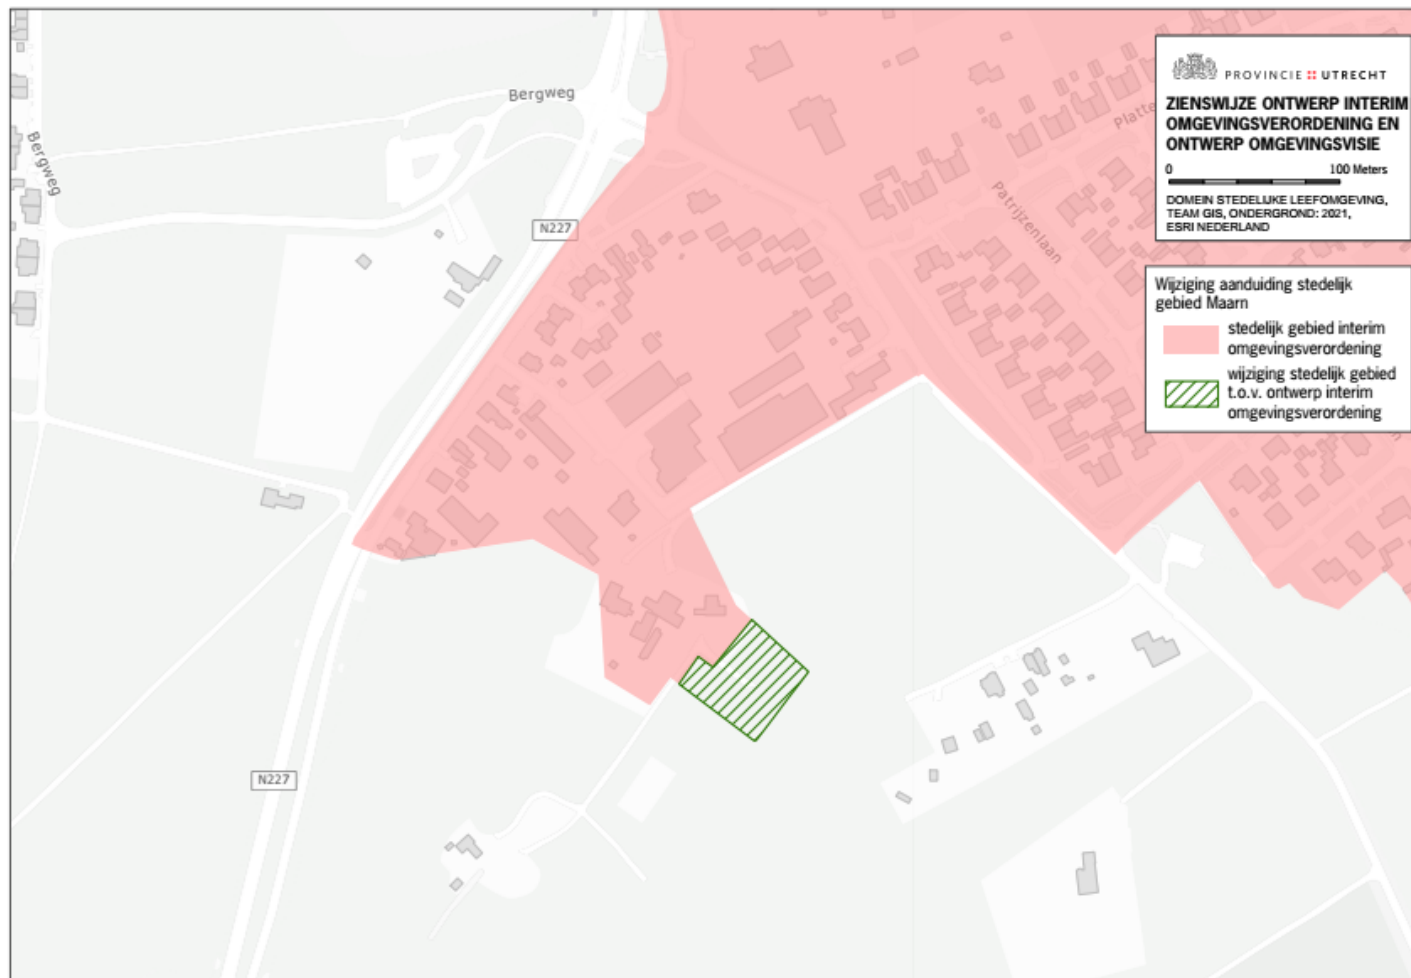 Bergweg
Bergweg
N227
Patrijzenlaan
N227
PROVINCIE UTRECHT
ZIENSWIJZE ONTWERP INTERIM
OMGEVINGSVERORDENING EN
ONTWERP OMGEVINGSVISIE
0 100 Meters
DOMEIN STEDELIJKE LEEFOMGEVING,
TEAM GIS, ONDERGROND: 2021,
ESRI NEDERLAND
Wijziging aanduiding stedelijk
gebied Maarn
stedelijk gebied interim
omgevingsverordening
wijziging stedelijk gebied
t.o.v. ontwerp interim
omgevingsverordening